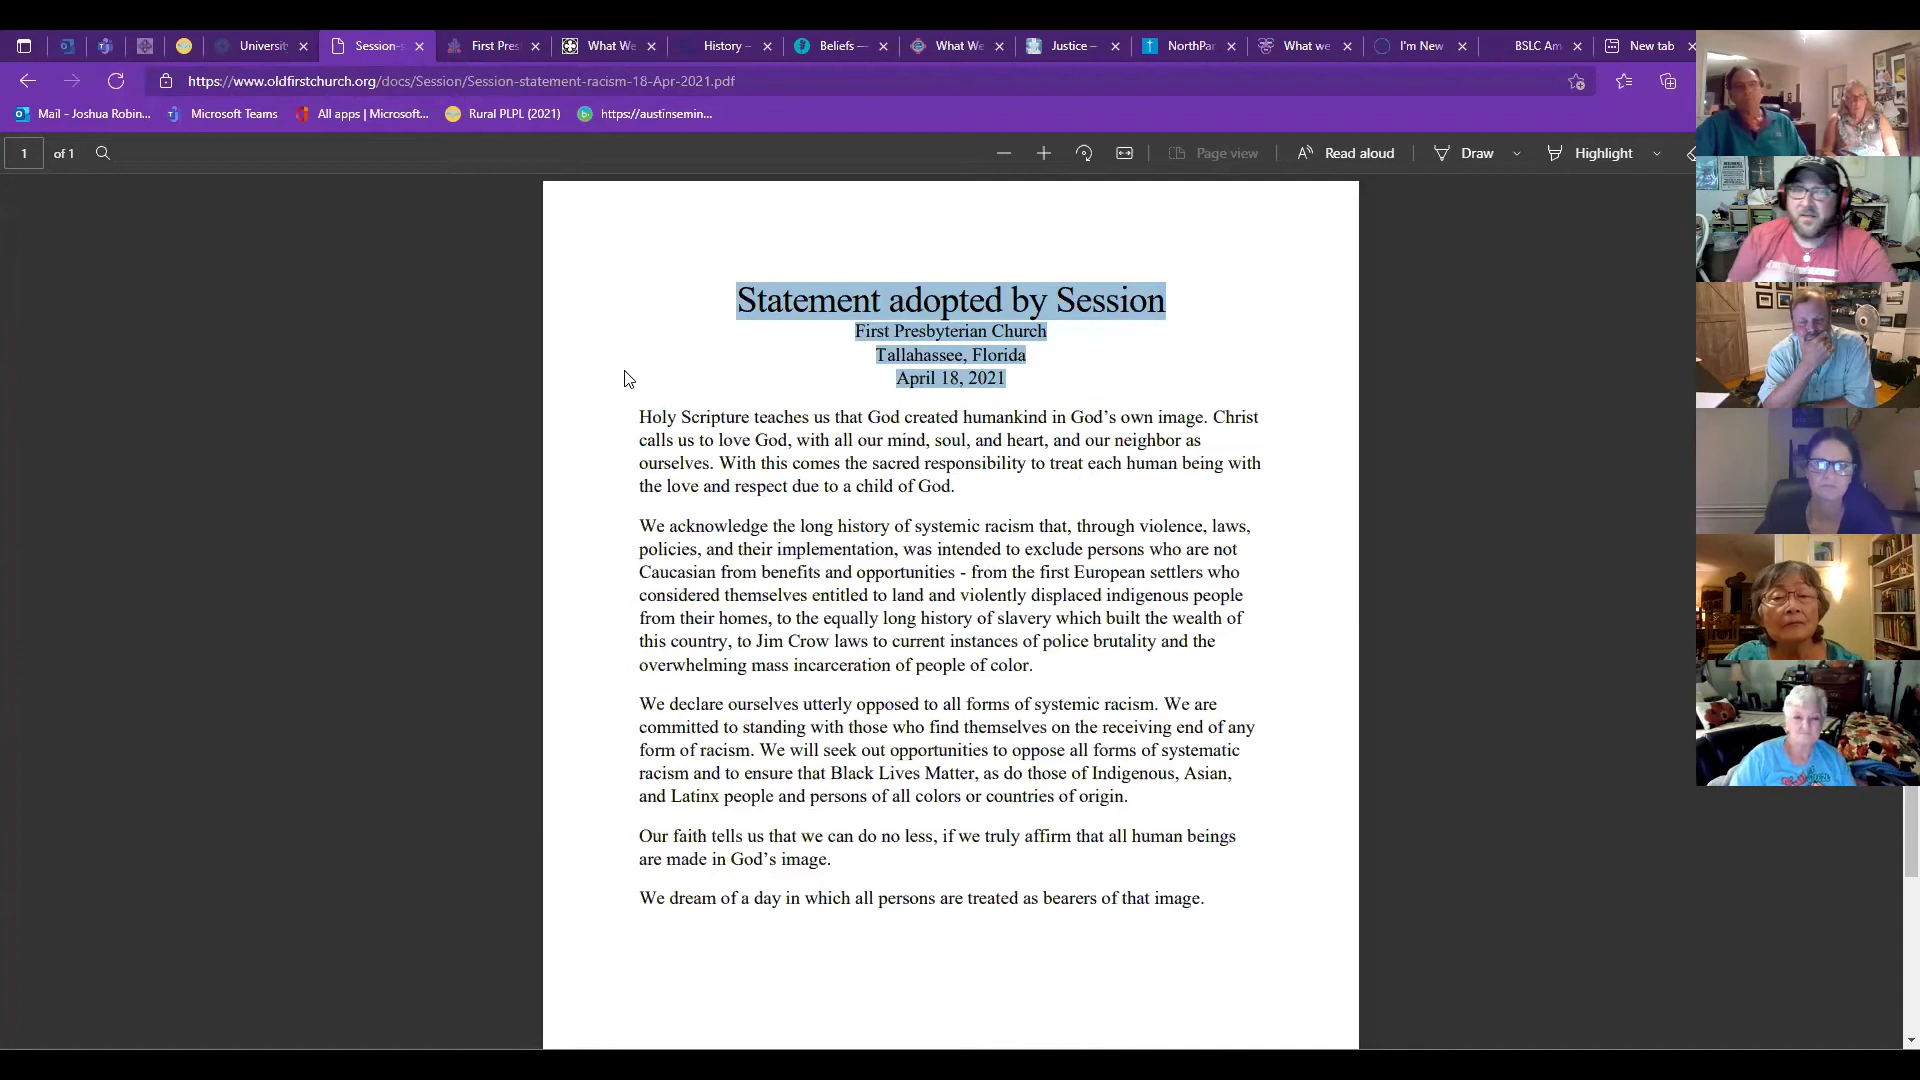 Universit
Session-
First Pres
What We
History –
Beliefs —
What We
Justice –
NorthPar
What we
I'm New
BSLC Am
New tab
https://www.oldfirstchurch.org/docs/Session/Session-statement-racism-18-Apr-2021.pdf
Mail - Joshua Robin...
Microsoft Teams
All apps | Microsoft...
Rural PLPL (2021)
https://austinsemin...
1 of 1
Page view
Read aloud
Draw
Highlight
Statement adopted by Session
First Presbyterian Church
Tallahassee, Florida
April 18, 2021
Holy Scripture teaches us that God created humankind in God's own image. Christ
calls us to love God, with all our mind, soul, and heart, and our neighbor as
ourselves. With this comes the sacred responsibility to treat each human being with
the love and respect due to a child of God.
We acknowledge the long history of systemic racism that, through violence, laws,
policies, and their implementation, was intended to exclude persons who are not
Caucasian from benefits and opportunities - from the first European settlers who
considered themselves entitled to land and violently displaced indigenous people
from their homes, to the equally long history of slavery which built the wealth of
this country, to Jim Crow laws to current instances of police brutality and the
overwhelming mass incarceration of people of color.
We declare ourselves utterly opposed to all forms of systemic racism. We are
committed to standing with those who find themselves on the receiving end of any
form of racism. We will seek out opportunities to oppose all forms of systematic
racism and to ensure that Black Lives Matter, as do those of Indigenous, Asian,
and Latinx people and persons of all colors or countries of origin.
Our faith tells us that we can do no less, if we truly affirm that all human beings
are made in God's image.
We dream of a day in which all persons are treated as bearers of that image.